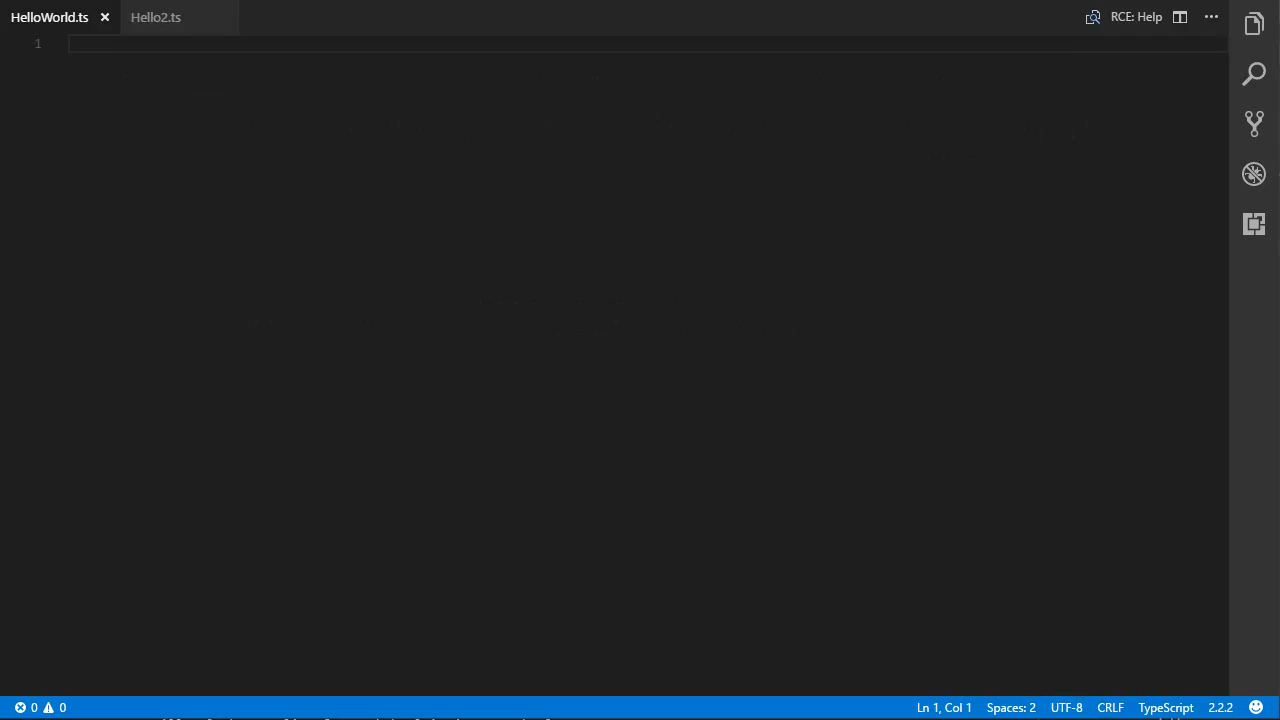 HelloWorld.ts Hello2.ts RCE: Help
1
0 0 Ln 1, Col 1 Spaces: 2 UTF-8 CRLF TypeScript 2.2.2